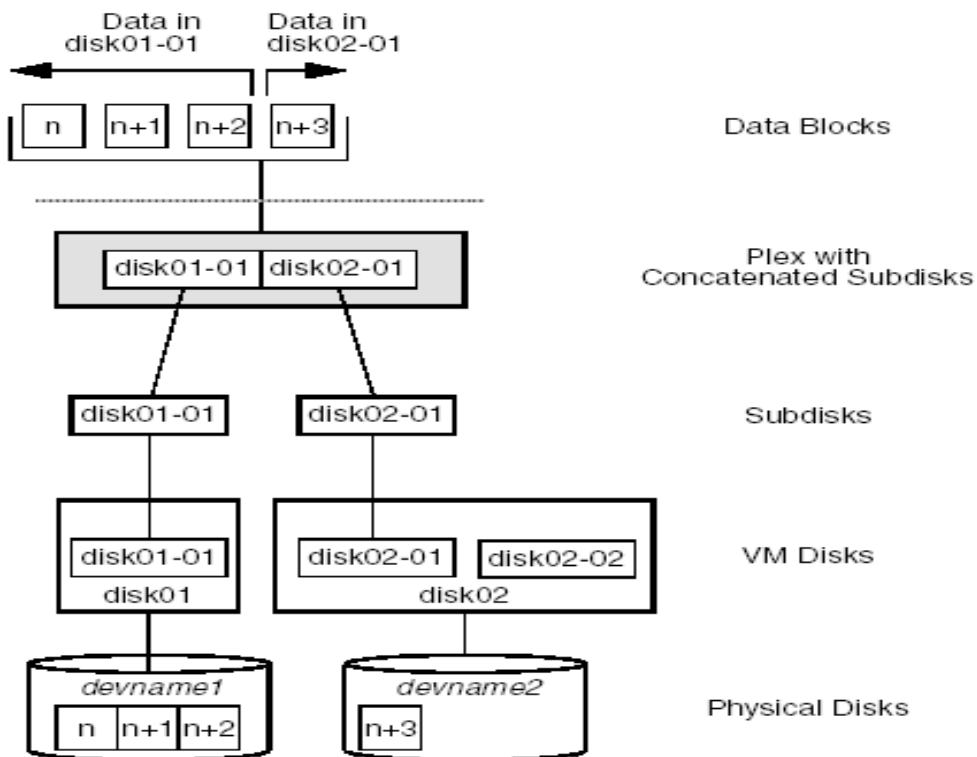 Data in
disk01-01
Data in
disk02-01
n
n+1
n+2
n+3
Data Blocks
disk01-01
disk02-01
Plex with
Concatenated Subdisks
disk01-01
disk02-01
Subdisks
disk01-01
disk01
disk02-01
disk02-02
disk02
VM Disks
devname1
n
n+1
n+2
devname2
n+3
Physical Disks